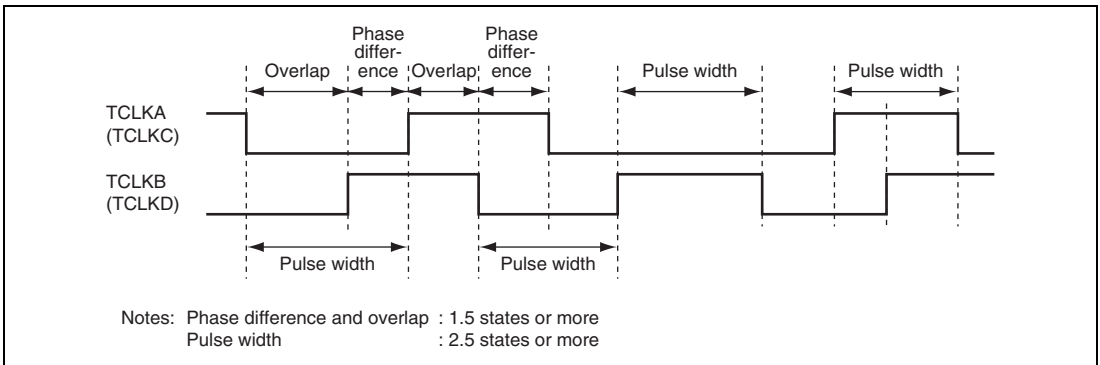 Phase differ- ence
Phase differ- ence
Overlap
Overlap
Pulse width
Pulse width
TCLKA
(TCLKC)
TCLKB
(TCLKD)
Pulse width
Pulse width
Notes: Phase difference and overlap : 1.5 states or more
Pulse width : 2.5 states or more